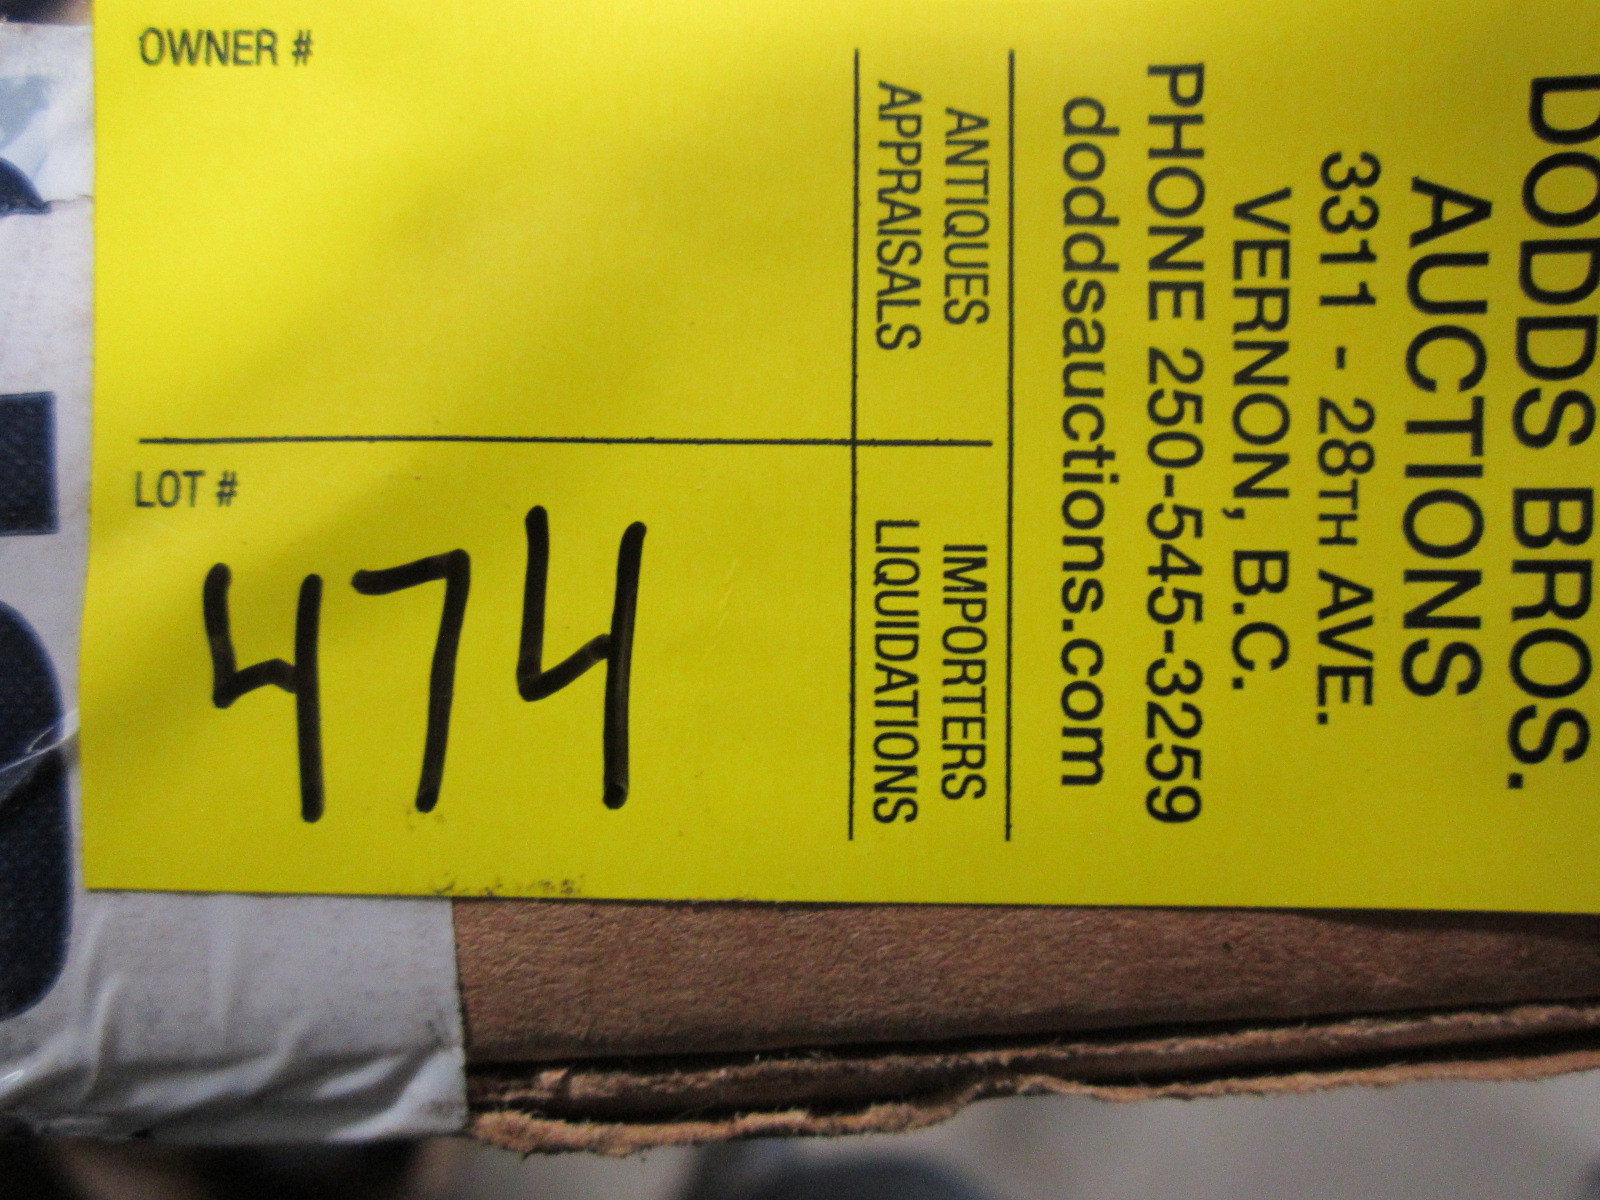 DODDS BROS.
AUCTIONS
3311 - 28TH AVE.
VERNON, B.C.
PHONE 250-545-3259
doddsauctions.com
ANTIQUES
APPRAISALS
IMPORTERS
LIQUIDATIONS
OWNER #
LOT #
474